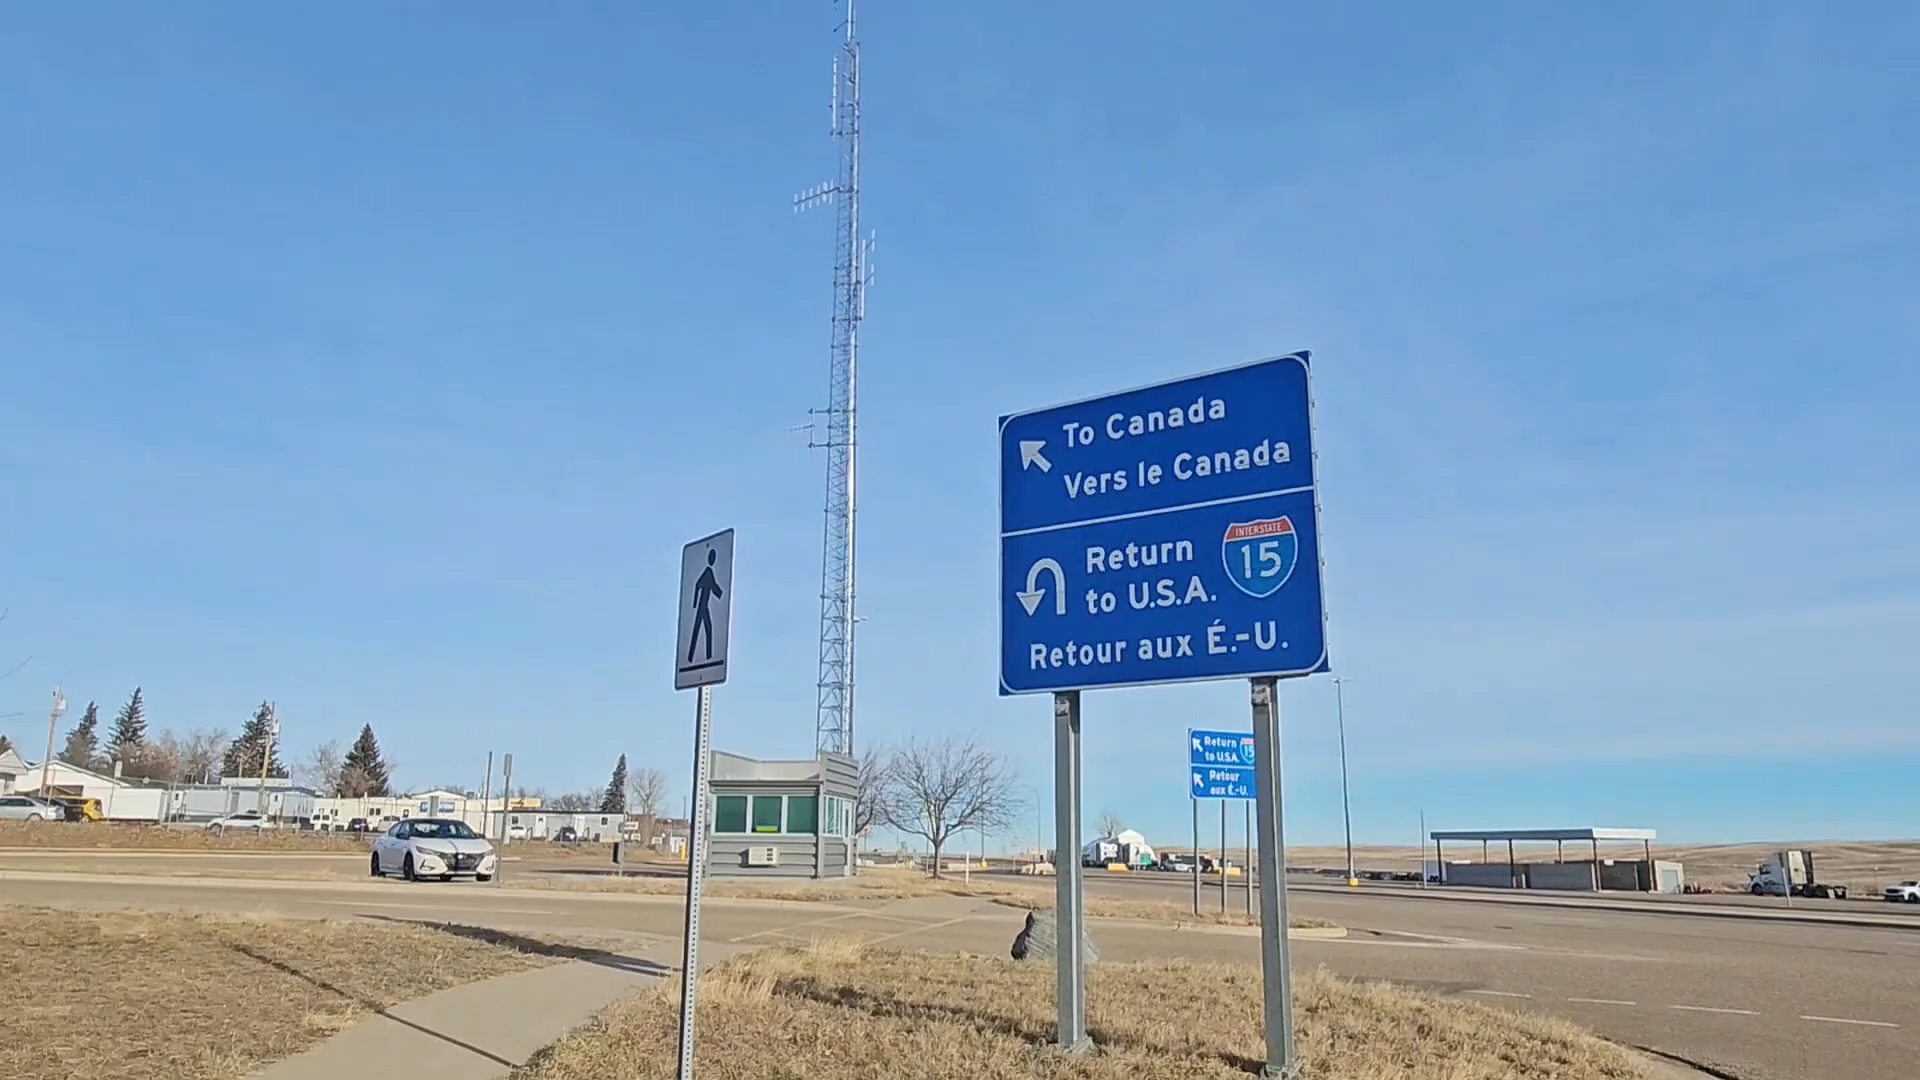 To Canada
Vers le Canada
INTERSTATE
Return 15
to U.S.A.
Retour aux É.-U.
Return 15
to U.S.A.
Retour
aux É.-U.